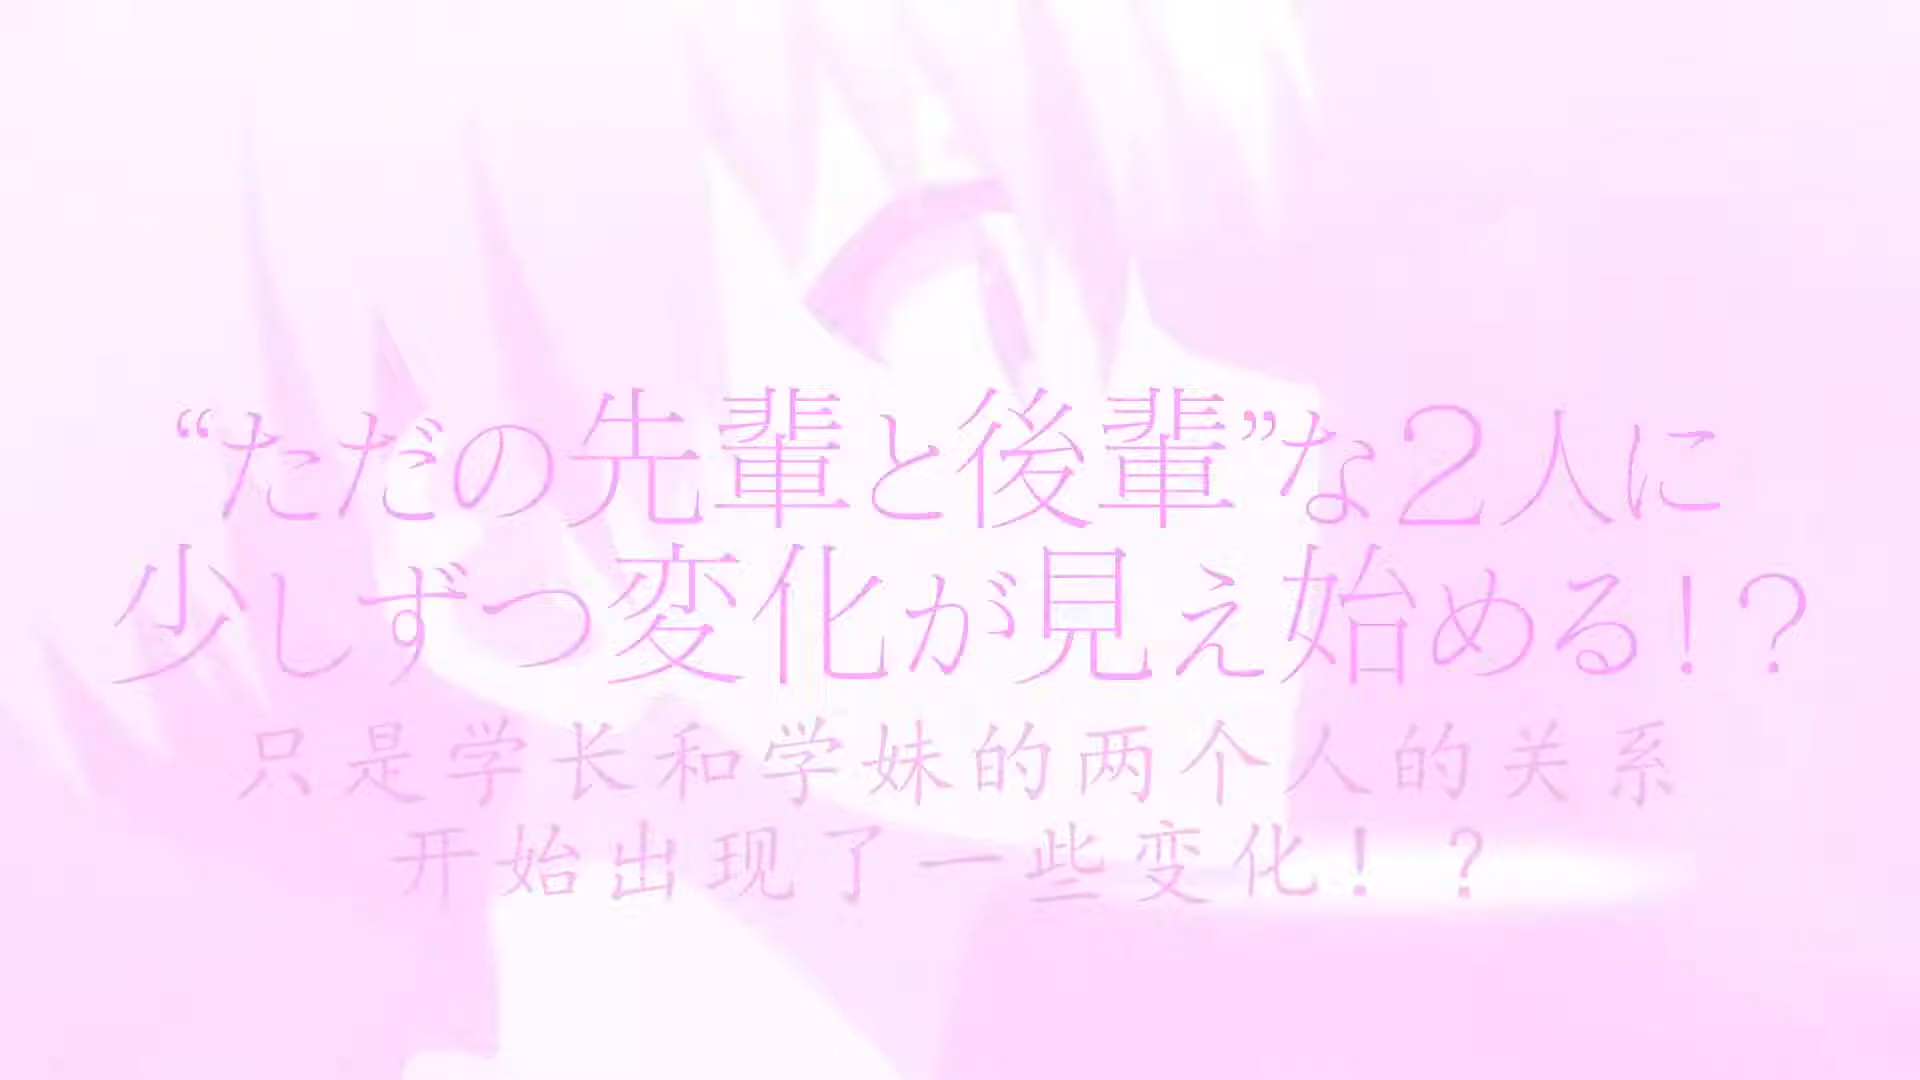 “ただの先輩と後輩”な2人に
少しずつ変化が見え始める!?
只是学长和学妹的两个人的关系
开始出现了一些变化！？